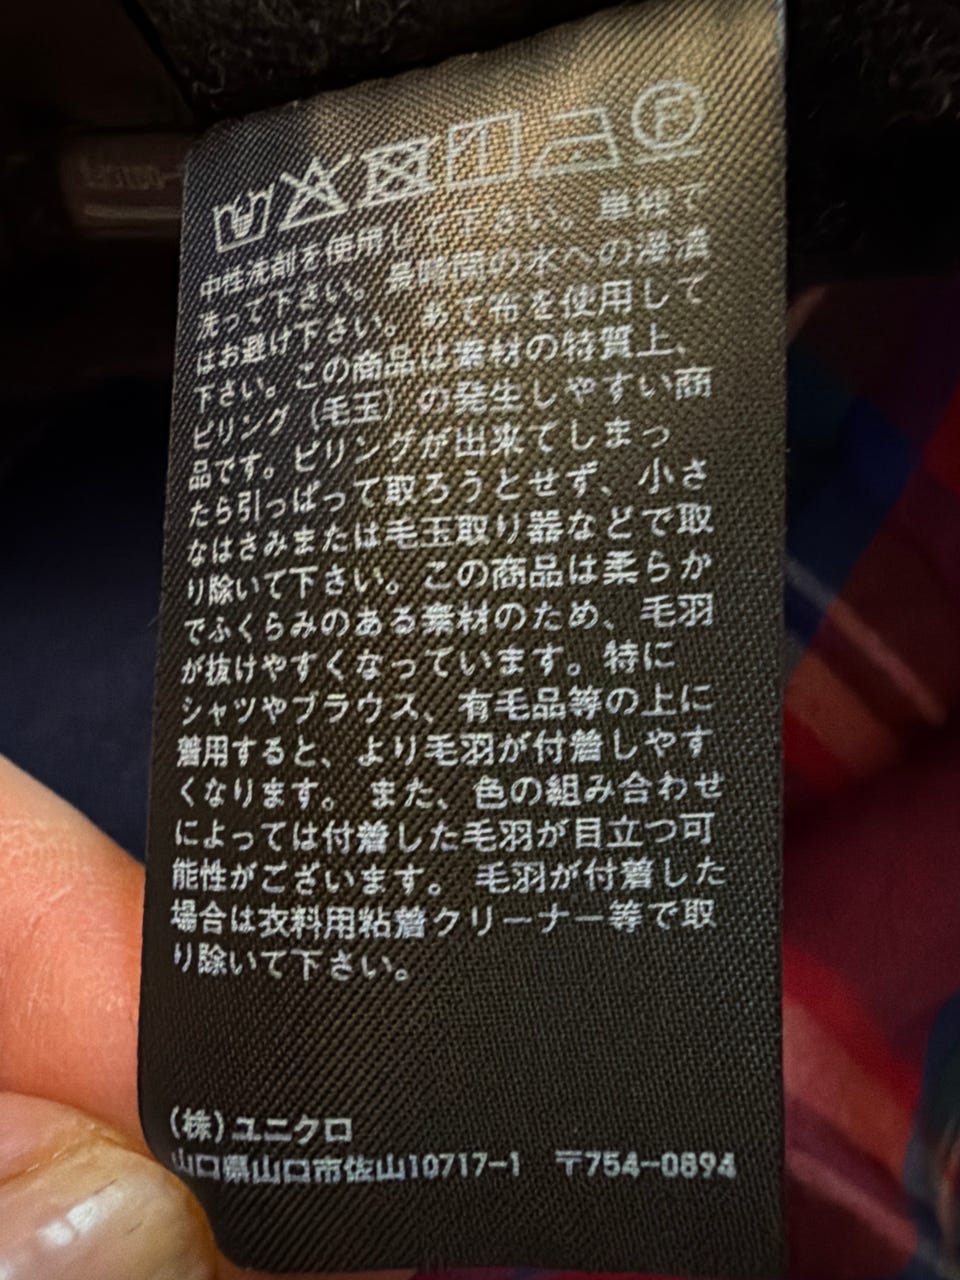 中性洗剤を使用して下さい。単独で
洗って下さい。長時間の水への浸漬
はお避け下さい。あて布を使用して
下さい。この商品は素材の特質上、
ピリング(毛玉)の発生しやすい商
品です。ピリングが出来てしまっ
たら引っぱって取ろうとせず、小さ
なはさみまたは毛玉取り器などで取
り除いて下さい。この商品は柔らか
でふくらみのある素材のため、毛羽
が抜けやすくなっています。特に
シャツやブラウス、有毛品等の上に
着用すると、より毛羽が付着しやす
くなります。また、色の組み合わせ
によっては付着した毛羽が目立つ可
能性がございます。毛羽が付着した
場合は衣料用粘着クリーナー等で取
り除いて下さい。
(株)ユニクロ
山口県山口市佐山10717-1 〒754-0894